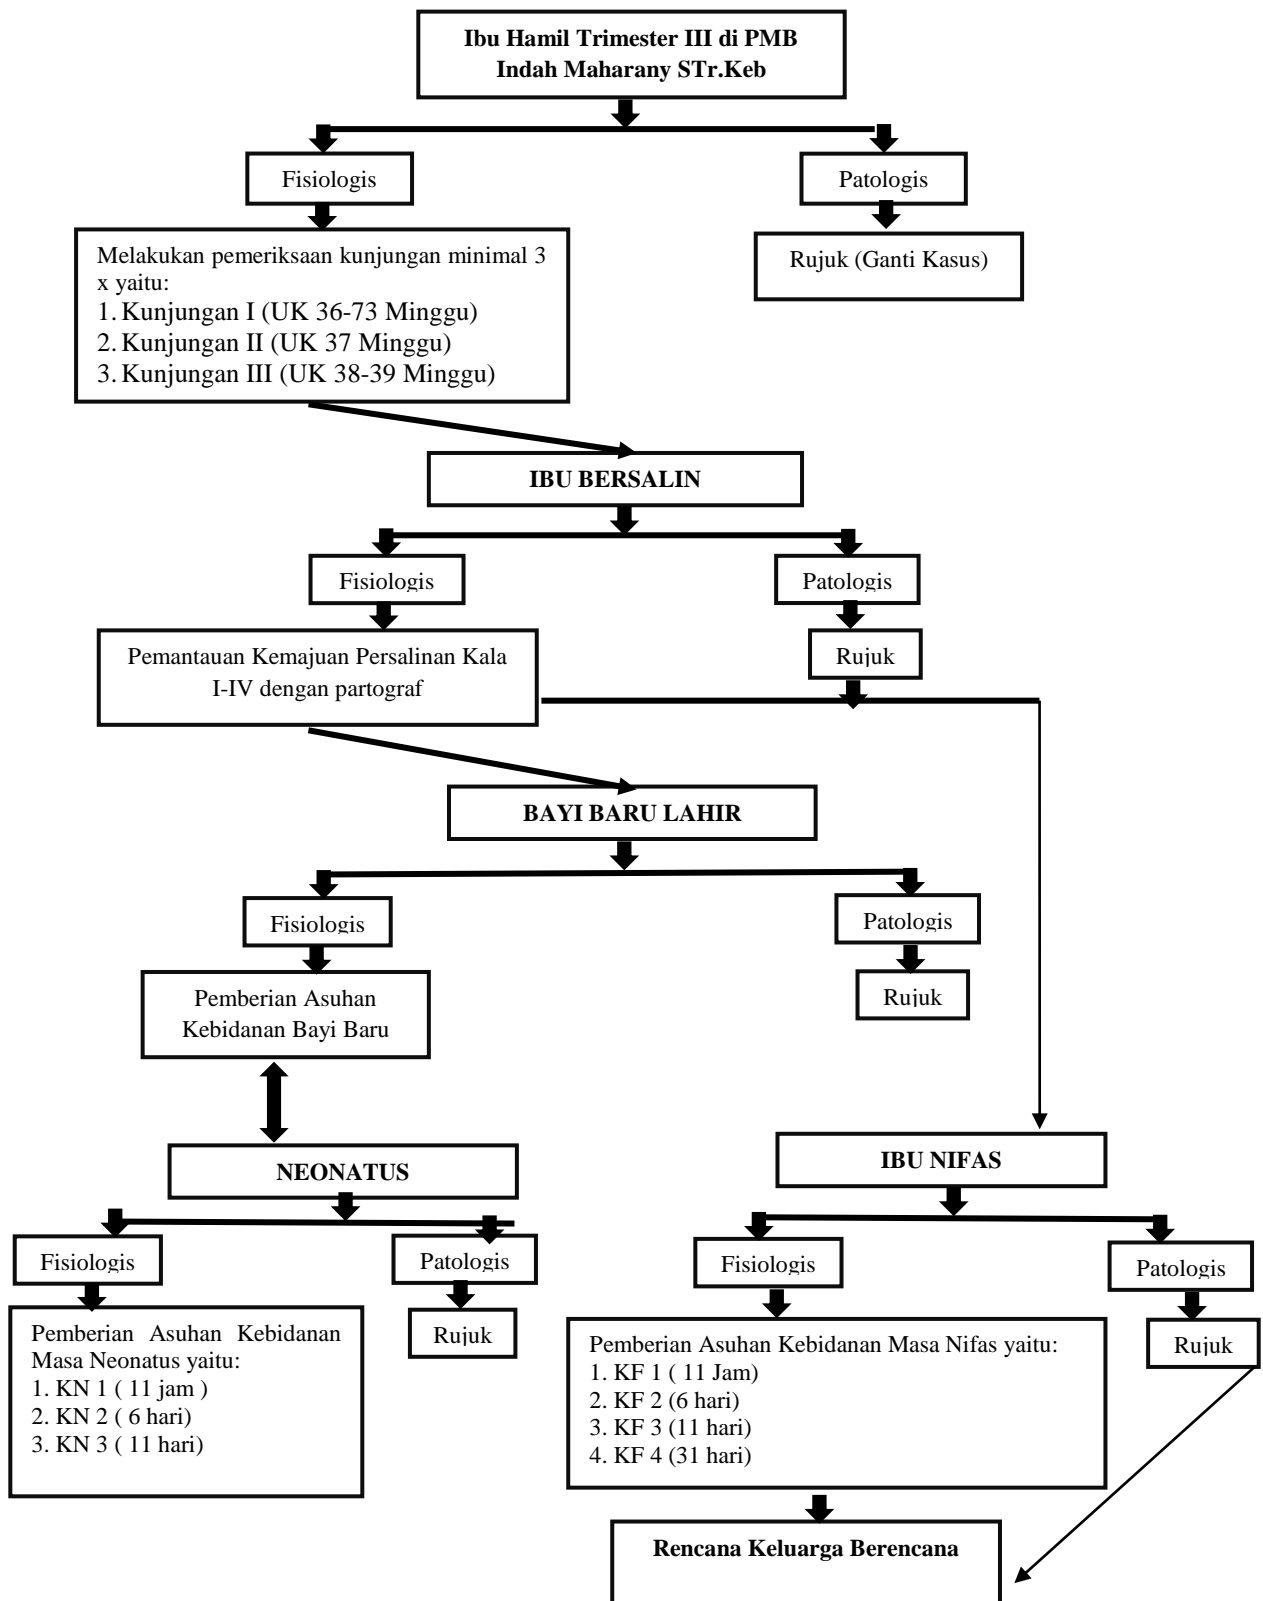 Ibu Hamil Trimester III di PMB
Indah Maharany STr.Keb
Fisiologis
Patologis
Melakukan pemeriksaan kunjungan minimal 3
x yaitu:
1. Kunjungan I (UK 36-73 Minggu)
2. Kunjungan II (UK 37 Minggu)
3. Kunjungan III (UK 38-39 Minggu)
Rujuk (Ganti Kasus)
IBU BERSALIN
Fisiologis
Patologis
Pemantauan Kemajuan Persalinan Kala
I-IV dengan partograf
Rujuk
BAYI BARU LAHIR
Fisiologis
Patologis
Pemberian Asuhan
Kebidanan Bayi Baru
Rujuk
NEONATUS
IBU NIFAS
Fisiologis
Patologis
Fisiologis
Patologis
Pemberian Asuhan Kebidanan
Masa Neonatus yaitu:
1. KN 1 ( 11 jam )
2. KN 2 ( 6 hari)
3. KN 3 ( 11 hari)
Rujuk
Pemberian Asuhan Kebidanan Masa Nifas yaitu:
1. KF 1 ( 11 Jam)
2. KF 2 (6 hari)
3. KF 3 (11 hari)
4. KF 4 (31 hari)
Rujuk
Rencana Keluarga Berencana